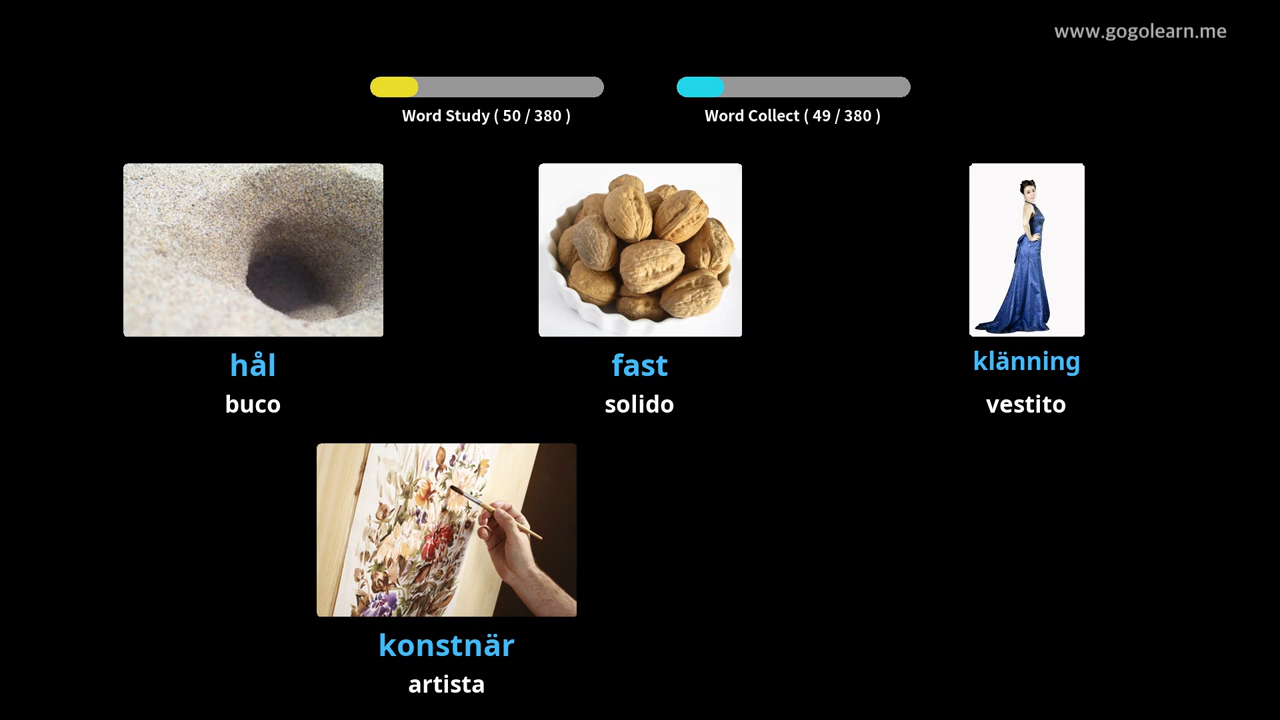 www.gogolearn.me
Word Study ( 50 / 380 )
Word Collect ( 49 / 380 )
hål
buco
fast
solido
klänning
vestito
konstnär
artista